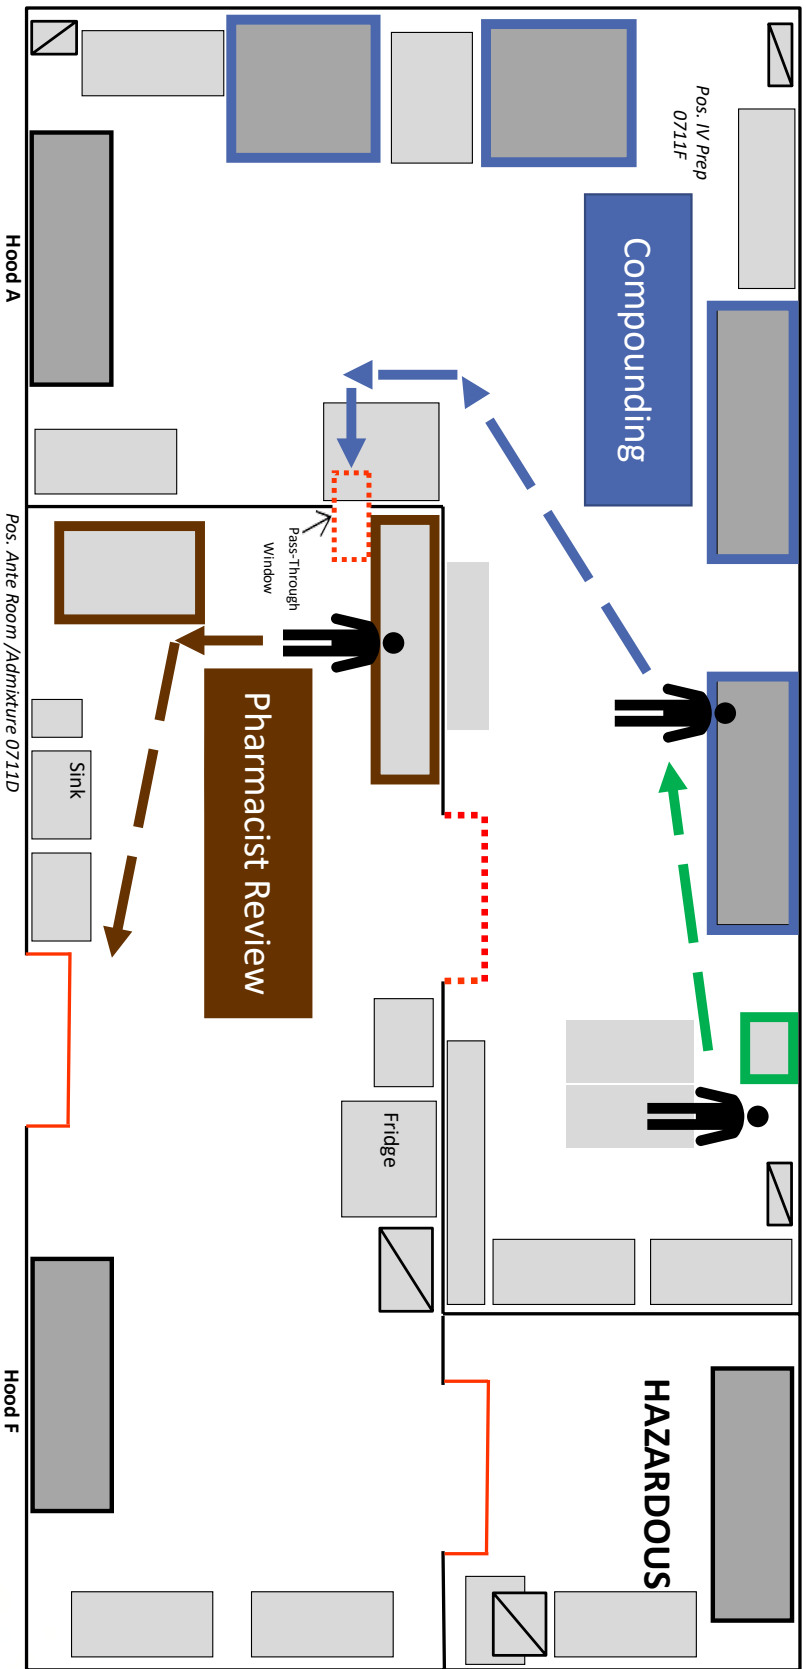 HAZARDOUS
Pos. IV Prep
0711F
Compounding
Fridge
Pass-Through
Window
Pharmacist Review
Sink
Hood A
Pos. Ante Room /Admixture 0711D
Hood F